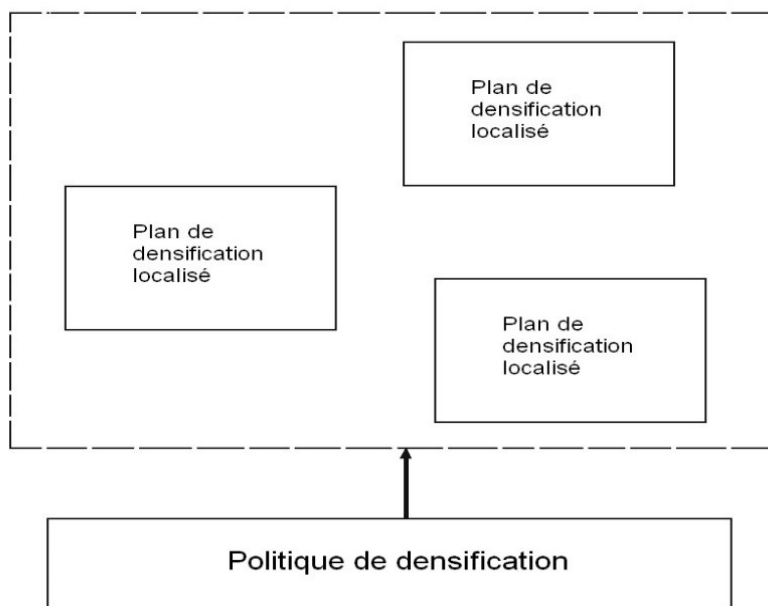 Plan de
densification
localisé
Plan de
densification
localisé
Plan de
densification
localisé
Politique de densification